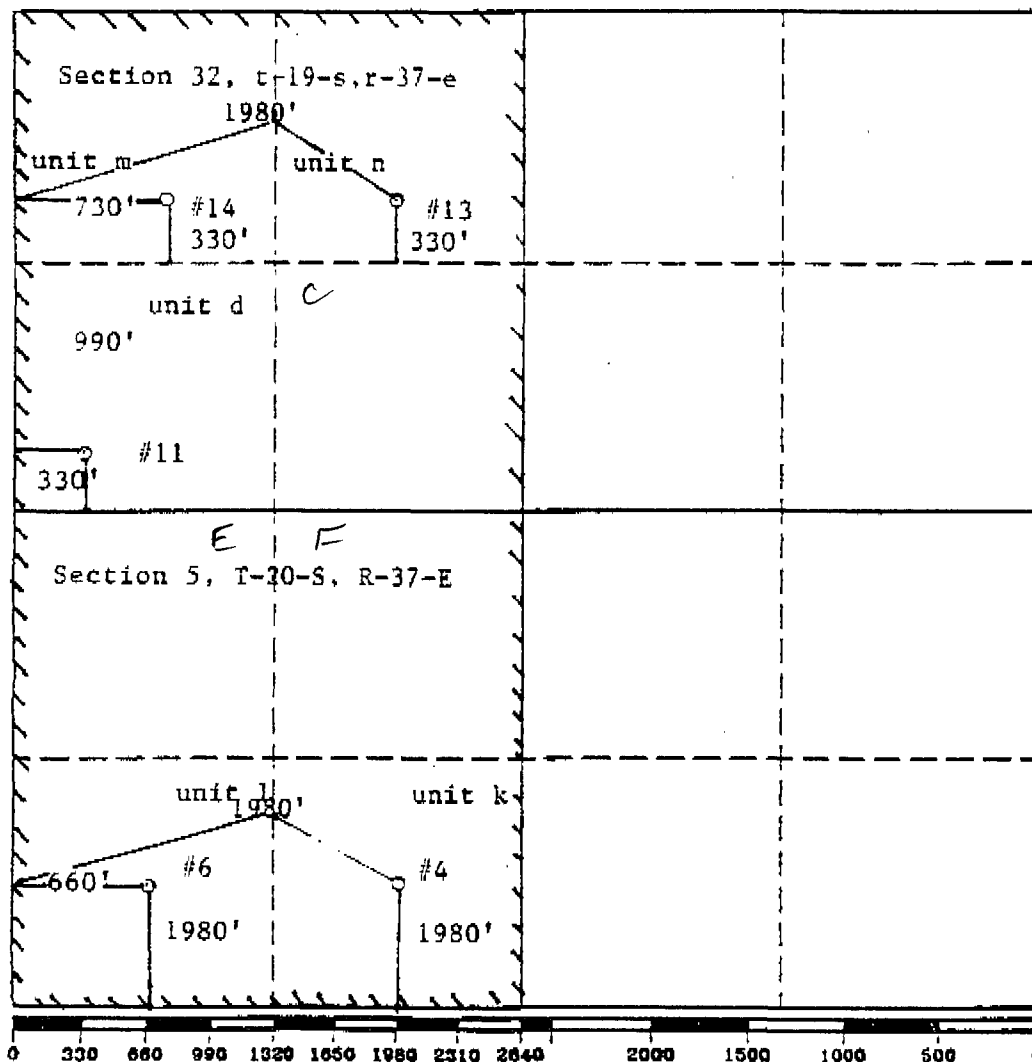 Section 32, t-19-s,r-37-e
1980'
unit m
unit n
730'
#14
#13
330'
330'
unit d
C
990'
#11
330'
E
F
Section 5, T-20-S, R-37-E
unit l
unit k
1980'
#6
#4
660'
1980'
1980'
0 330 660 990 1320 1650 1980 2310 2640 2000 1500 1000 500